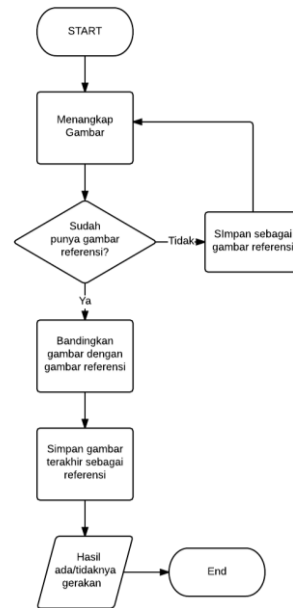 START
Menangkap
Gambar
Sudah
punya gambar
referensi?
Tidak
SImpan sebagai
gambar referensi
Ya
Bandingkan
gambar dengan
gambar referensi
Simpan gambar
terakhir sebagai
referensi
Hasil
ada/tidaknya
gerakan
End